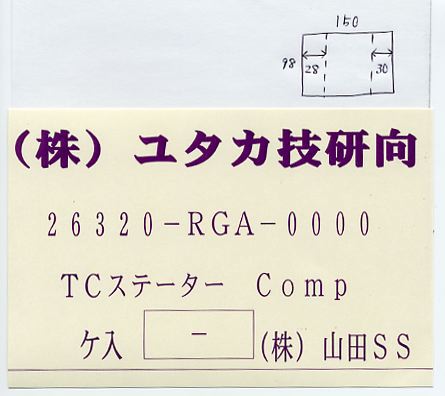 150
98 28 30
(株) ユタカ技研向
26320-RGA-0000
TCステーター Comp
ケ入 － (株) 山田SS